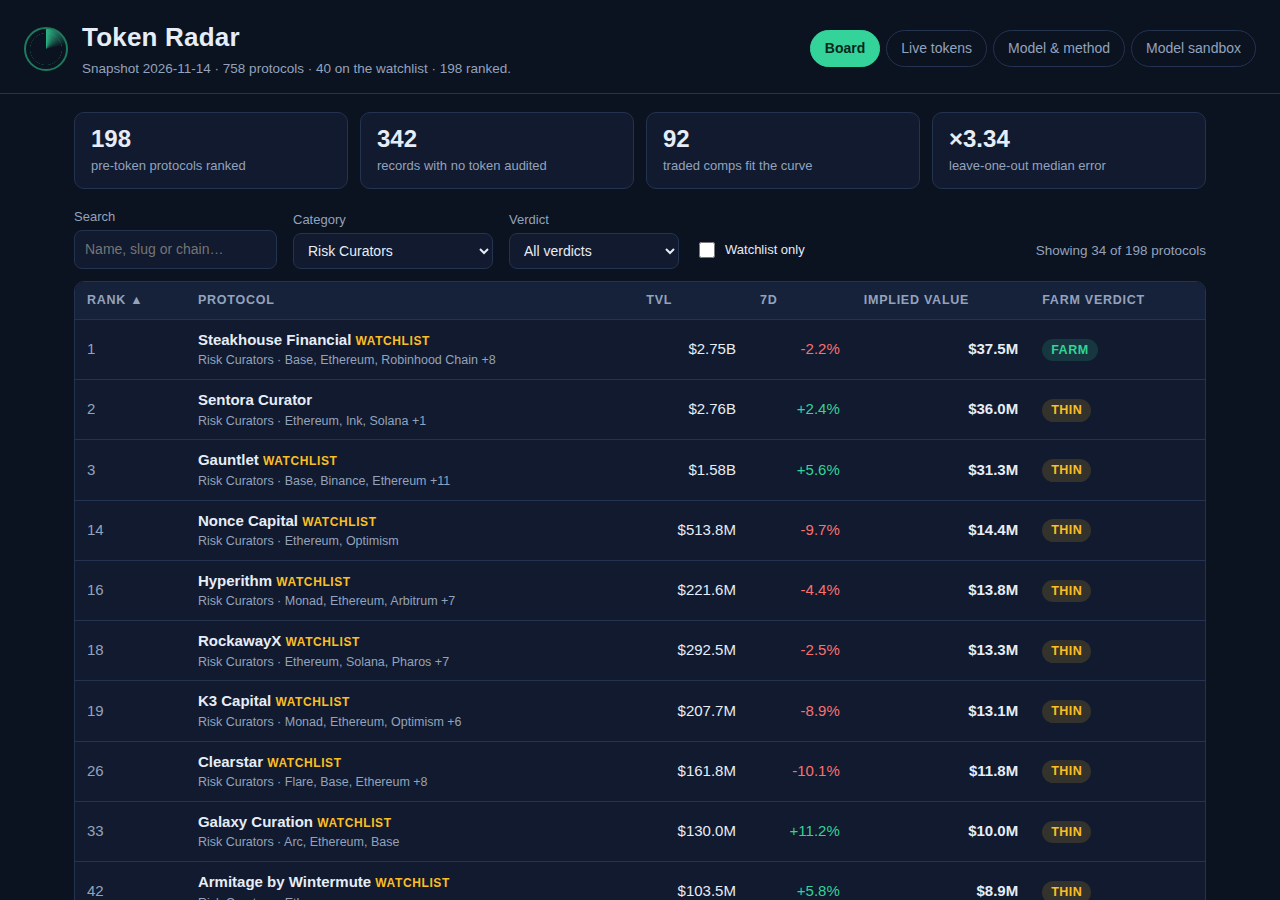 Token Radar
Snapshot 2026-11-14 · 758 protocols · 40 on the watchlist · 198 ranked.
Board
Live tokens
Model & method
Model sandbox
198
pre-token protocols ranked
342
records with no token audited
92
traded comps fit the curve
×3.34
leave-one-out median error
Search
Name, slug or chain…
Category
Risk Curators
Verdict
All verdicts
Watchlist only
Showing 34 of 198 protocols
RANK ▲ PROTOCOL TVL 7D IMPLIED VALUE FARM VERDICT
1 Steakhouse Financial WATCHLIST $2.75B -2.2% $37.5M FARM
Risk Curators · Base, Ethereum, Robinhood Chain +8
2 Sentora Curator $2.76B +2.4% $36.0M THIN
Risk Curators · Ethereum, Ink, Solana +1
3 Gauntlet WATCHLIST $1.58B +5.6% $31.3M THIN
Risk Curators · Base, Binance, Ethereum +11
14 Nonce Capital WATCHLIST $513.8M -9.7% $14.4M THIN
Risk Curators · Ethereum, Optimism
16 Hyperithm WATCHLIST $221.6M -4.4% $13.8M THIN
Risk Curators · Monad, Ethereum, Arbitrum +7
18 RockawayX WATCHLIST $292.5M -2.5% $13.3M THIN
Risk Curators · Ethereum, Solana, Pharos +7
19 K3 Capital WATCHLIST $207.7M -8.9% $13.1M THIN
Risk Curators · Monad, Ethereum, Optimism +6
26 Clearstar WATCHLIST $161.8M -10.1% $11.8M THIN
Risk Curators · Flare, Base, Ethereum +8
33 Galaxy Curation WATCHLIST $130.0M +11.2% $10.0M THIN
Risk Curators · Arc, Ethereum, Base
42 Armitage by Wintermute WATCHLIST $103.5M +5.8% $8.9M THIN